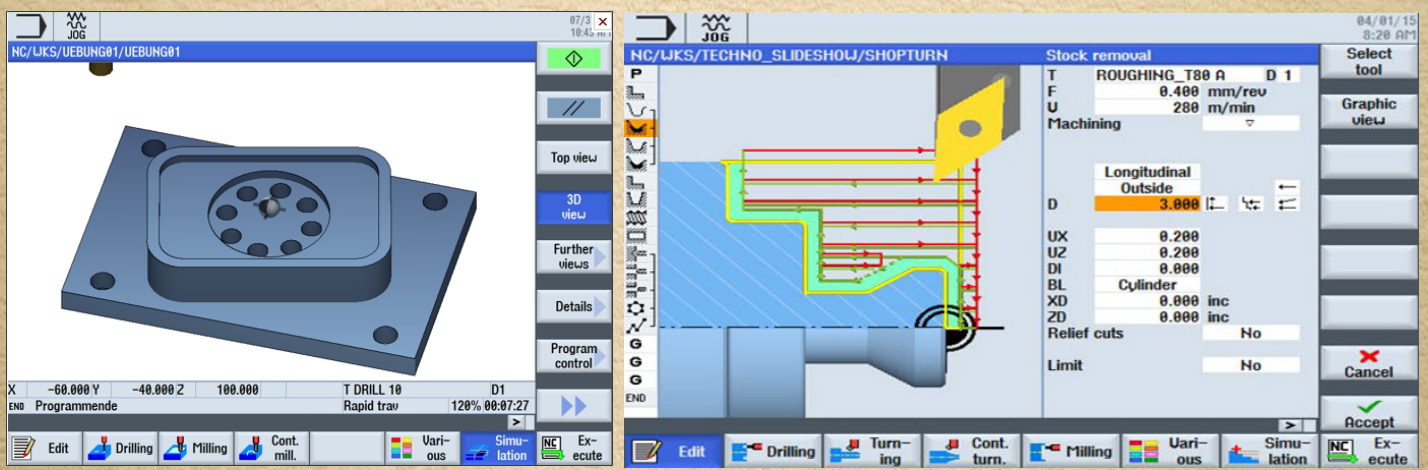 JOG
07/3
10:45
NC/WKS/UEBUNG01/UEBUNG01
Top view
3D
view
Further
views
Details
Program
control
X -60.000 Y -40.000 Z 100.000 T DRILL 10 D1
END Programmende Rapid trav 120% 00:07:27
>
Edit
Drilling
Milling
Cont.
mill.
Vari-
ous
Simu-
lation
NC
Ex-
ecute
JOG
04/01/15
8:20 AM
NC/WKS/TECHNO_SLIDESHOW/SHOPTURN
Stock removal
P
G
G
G
END
T ROUGHING_T80 A D 1
F 0.400 mm/rev
V 280 m/min
Machining ▽
Longitudinal
Outside
D 3.000
UX 0.200
UZ 0.200
DI 0.000
BL Cylinder
XD 0.000 inc
ZD 0.000 inc
Relief cuts No
Limit No
Select
tool
Graphic
view
Cancel
Accept
>
Edit
Drilling
Turn-
ing
Cont.
turn.
Milling
Vari-
ous
Simu-
lation
NC
Ex-
ecute